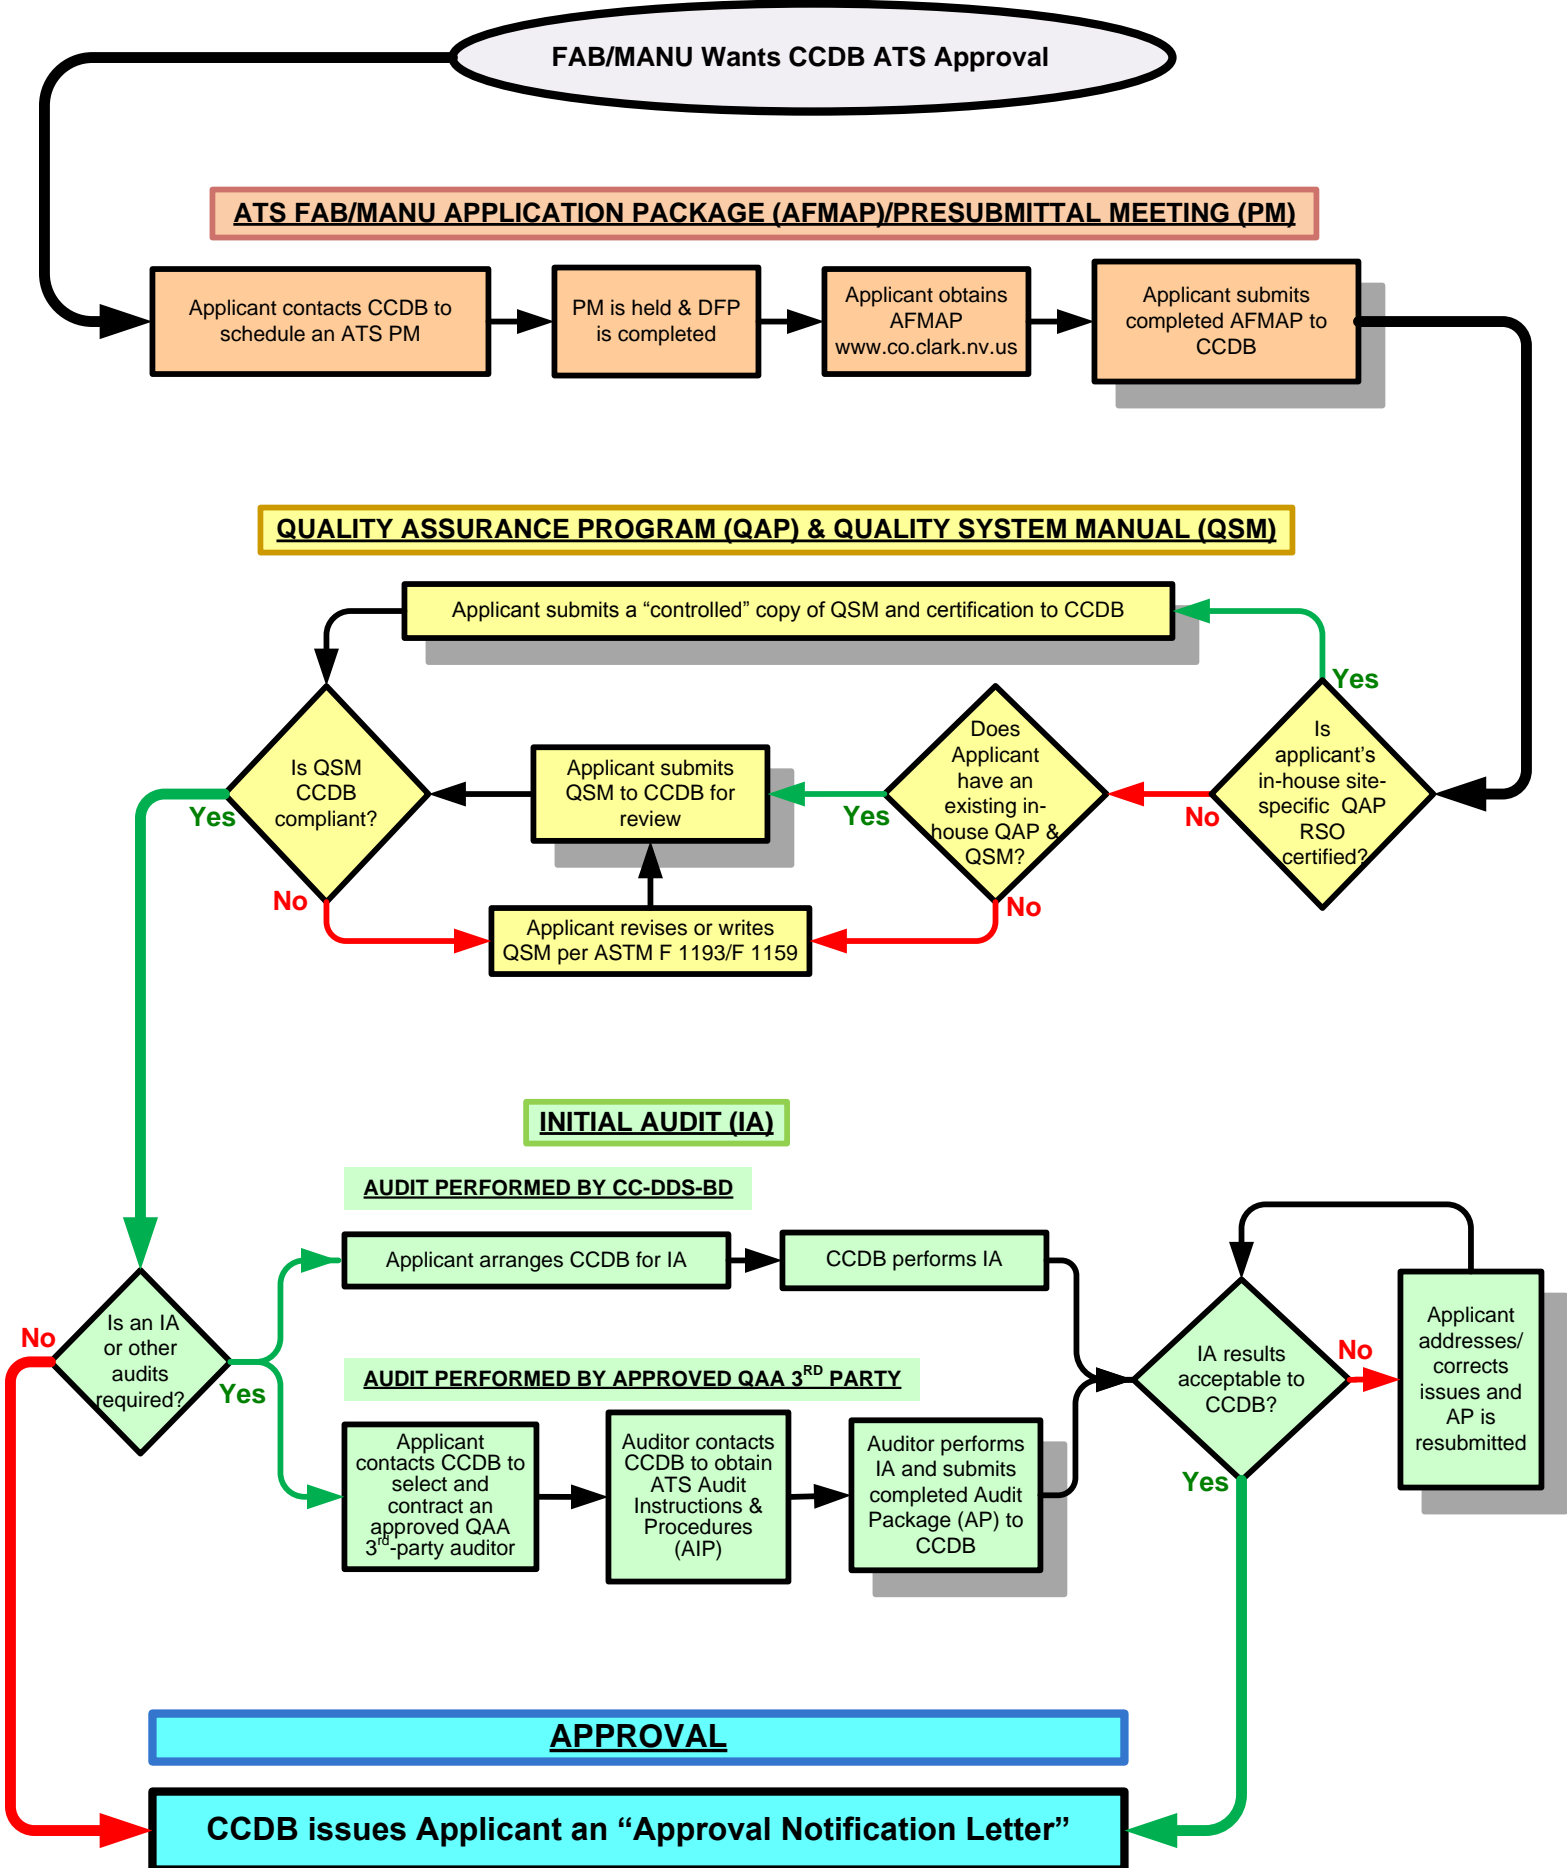 FAB/MANU Wants CCDB ATS Approval
ATS FAB/MANU APPLICATION PACKAGE (AFMAP)/PRESUBMITTAL MEETING (PM)
Applicant contacts CCDB to
schedule an ATS PM
PM is held & DFP
is completed
Applicant obtains
AFMAP
www.co.clark.nv.us
Applicant submits
completed AFMAP to
CCDB
QUALITY ASSURANCE PROGRAM (QAP) & QUALITY SYSTEM MANUAL (QSM)
Applicant submits a “controlled” copy of QSM and certification to CCDB
Yes
Is
applicant’s
in-house site-
specific QAP
RSO
certified?
No
Does
Applicant
have an
existing in-
house QAP &
QSM?
Yes
No
Applicant submits
QSM to CCDB for
review
Is QSM
CCDB
compliant?
Yes
No
Applicant revises or writes
QSM per ASTM F 1193/F 1159
INITIAL AUDIT (IA)
AUDIT PERFORMED BY CC-DDS-BD
Applicant arranges CCDB for IA
CCDB performs IA
Is an IA
or other
audits
required?
No
Yes
AUDIT PERFORMED BY APPROVED QAA 3RD PARTY
Applicant
contacts CCDB to
select and
contract an
approved QAA
3rd-party auditor
Auditor contacts
CCDB to obtain
ATS Audit
Instructions &
Procedures
(AIP)
Auditor performs
IA and submits
completed Audit
Package (AP) to
CCDB
IA results
acceptable to
CCDB?
No
Yes
Applicant
addresses/
corrects
issues and
AP is
resubmitted
APPROVAL
CCDB issues Applicant an “Approval Notification Letter”